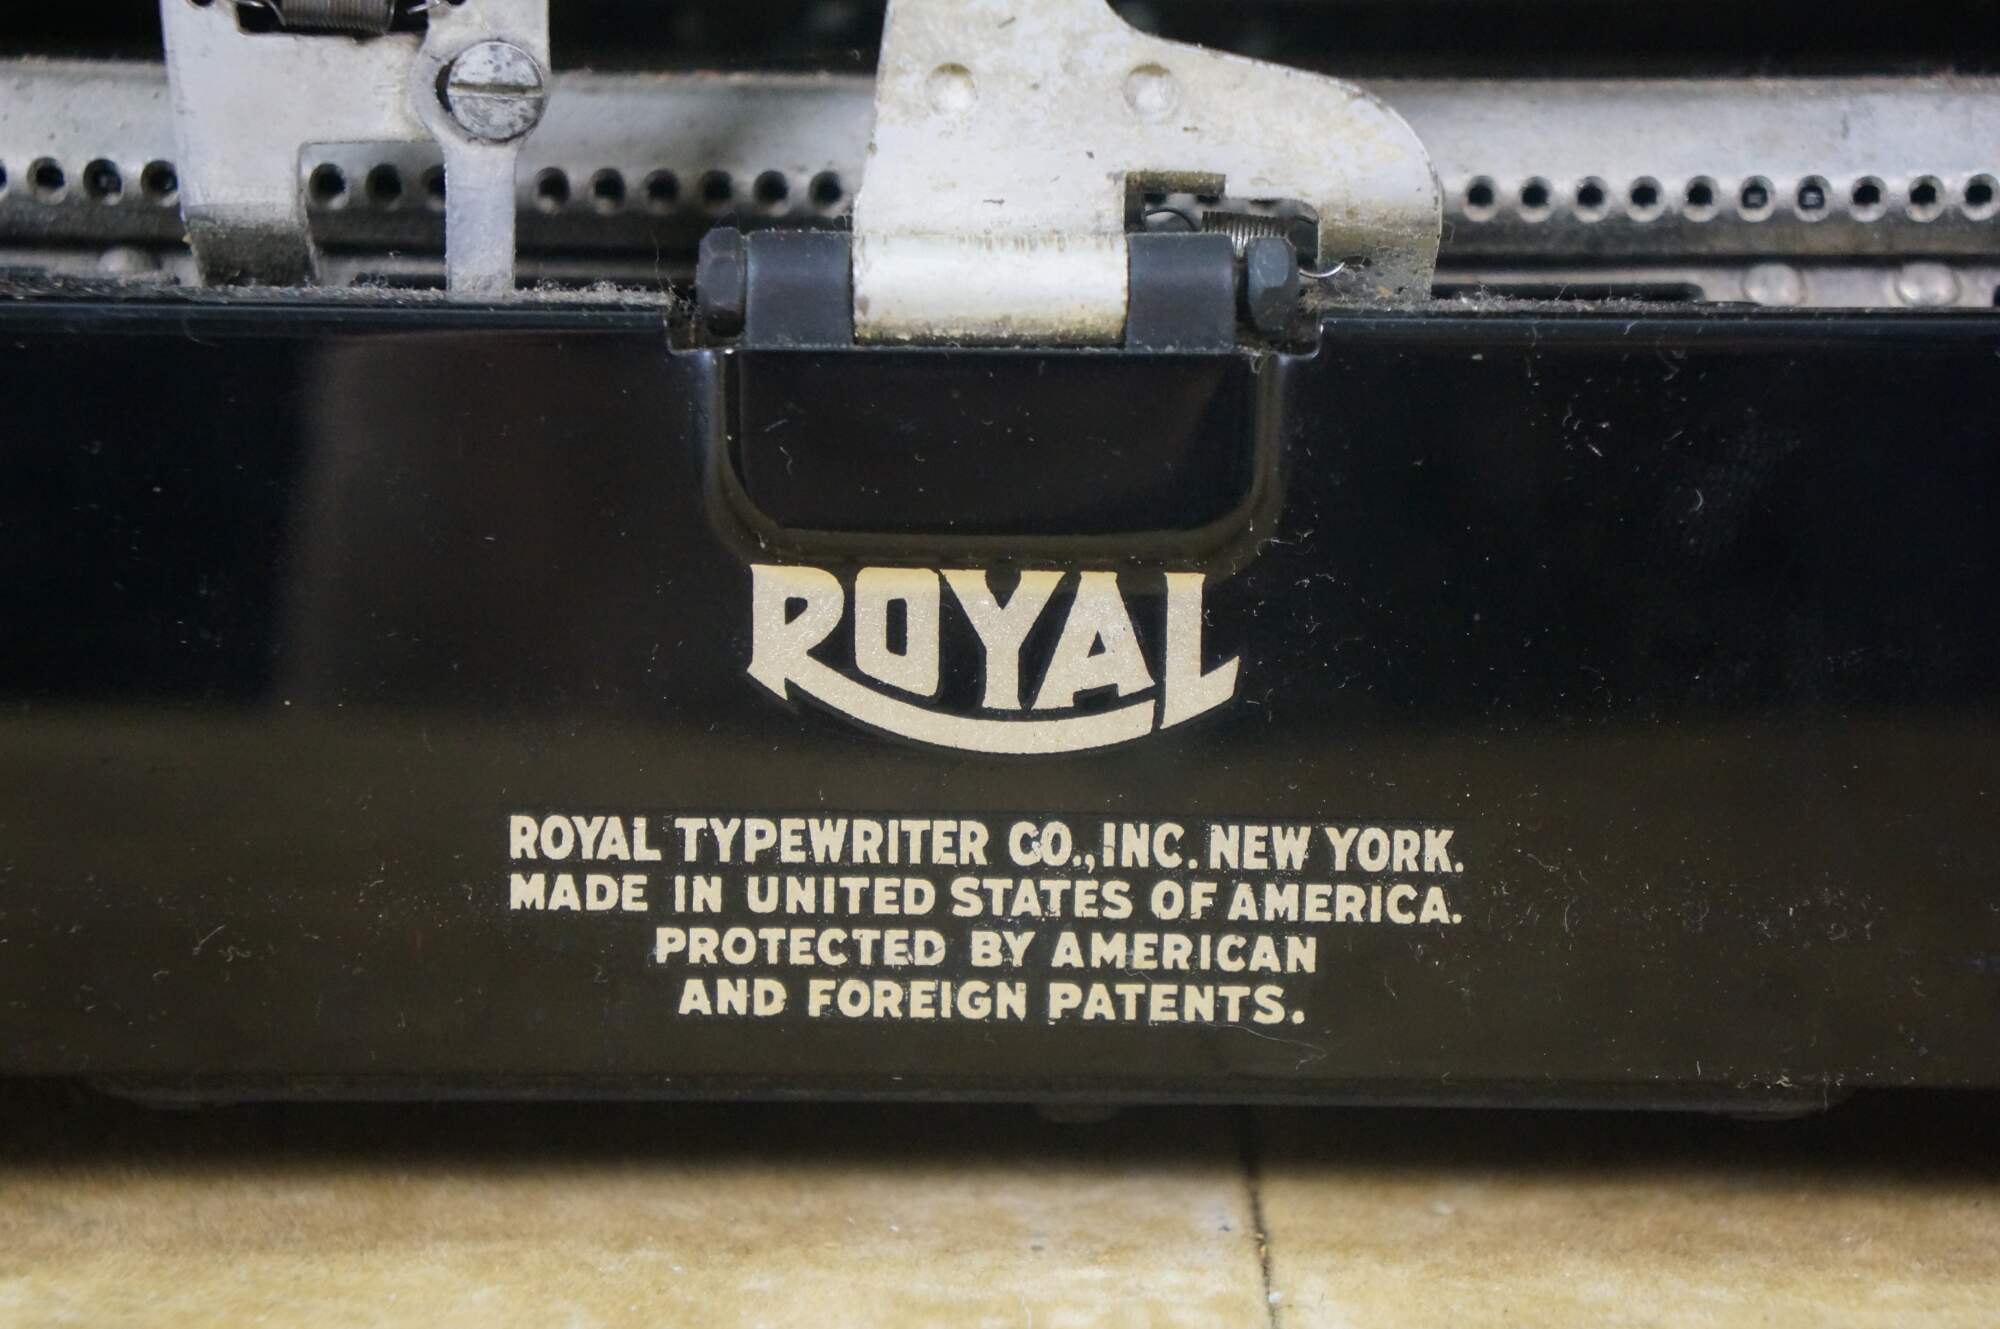 ROYAL
ROYAL TYPEWRITER CO., INC. NEW YORK.
MADE IN UNITED STATES OF AMERICA.
PROTECTED BY AMERICAN
AND FOREIGN PATENTS.